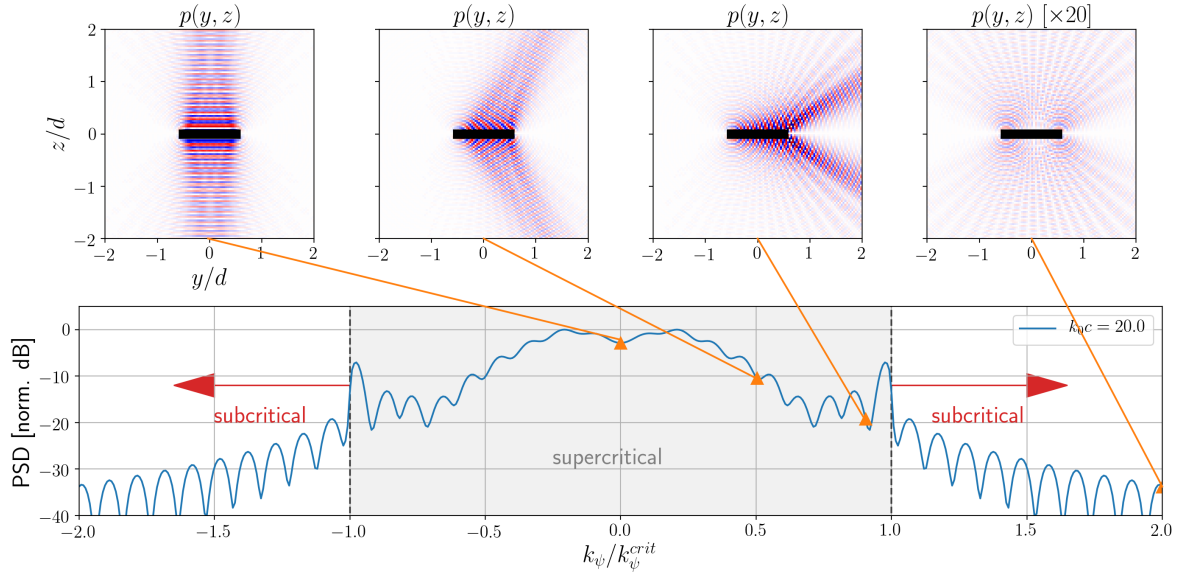 p(y, z)
p(y, z)
p(y, z)
p(y, z) [×20]
z/d
2
1
0
−1
−2
−2 −1 0 1 2
−2 −1 0 1 2
−2 −1 0 1 2
−2 −1 0 1 2
y/d
PSD [norm. dB]
0
−10
−20
−30
−40
k₀c = 20.0
subcritical
subcritical
supercritical
−2.0 −1.5 −1.0 −0.5 0.0 0.5 1.0 1.5 2.0
k_ψ/k_ψ^{crit}